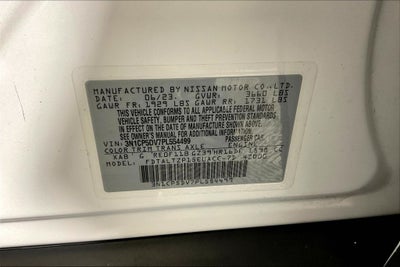 MANUFACTURED BY NISSAN MOTOR CO., LTD.
DATE: 06/23 GVWR: 3660 LBS
GAWR FR: 1929 LBS GAWR RR: 1731 LBS
THIS VEHICLE CONFORMS TO ALL APPLICABLE FEDERAL MOTOR
VEHICLE SAFETY, BUMPER AND THEFT PREVENTION STANDARDS
IN EFFECT ON THE DATE OF MANUFACTURE SHOWN ABOVE.
SEE OWNER'S MANUAL FOR ADDITIONAL INFORMATION
VIN: 3N1CP5DV7PL554499 PASSENGER CAR
COLOR TRIM TRANS AXLE ENGINE
XAB G
3N1CP5DV7PL554499